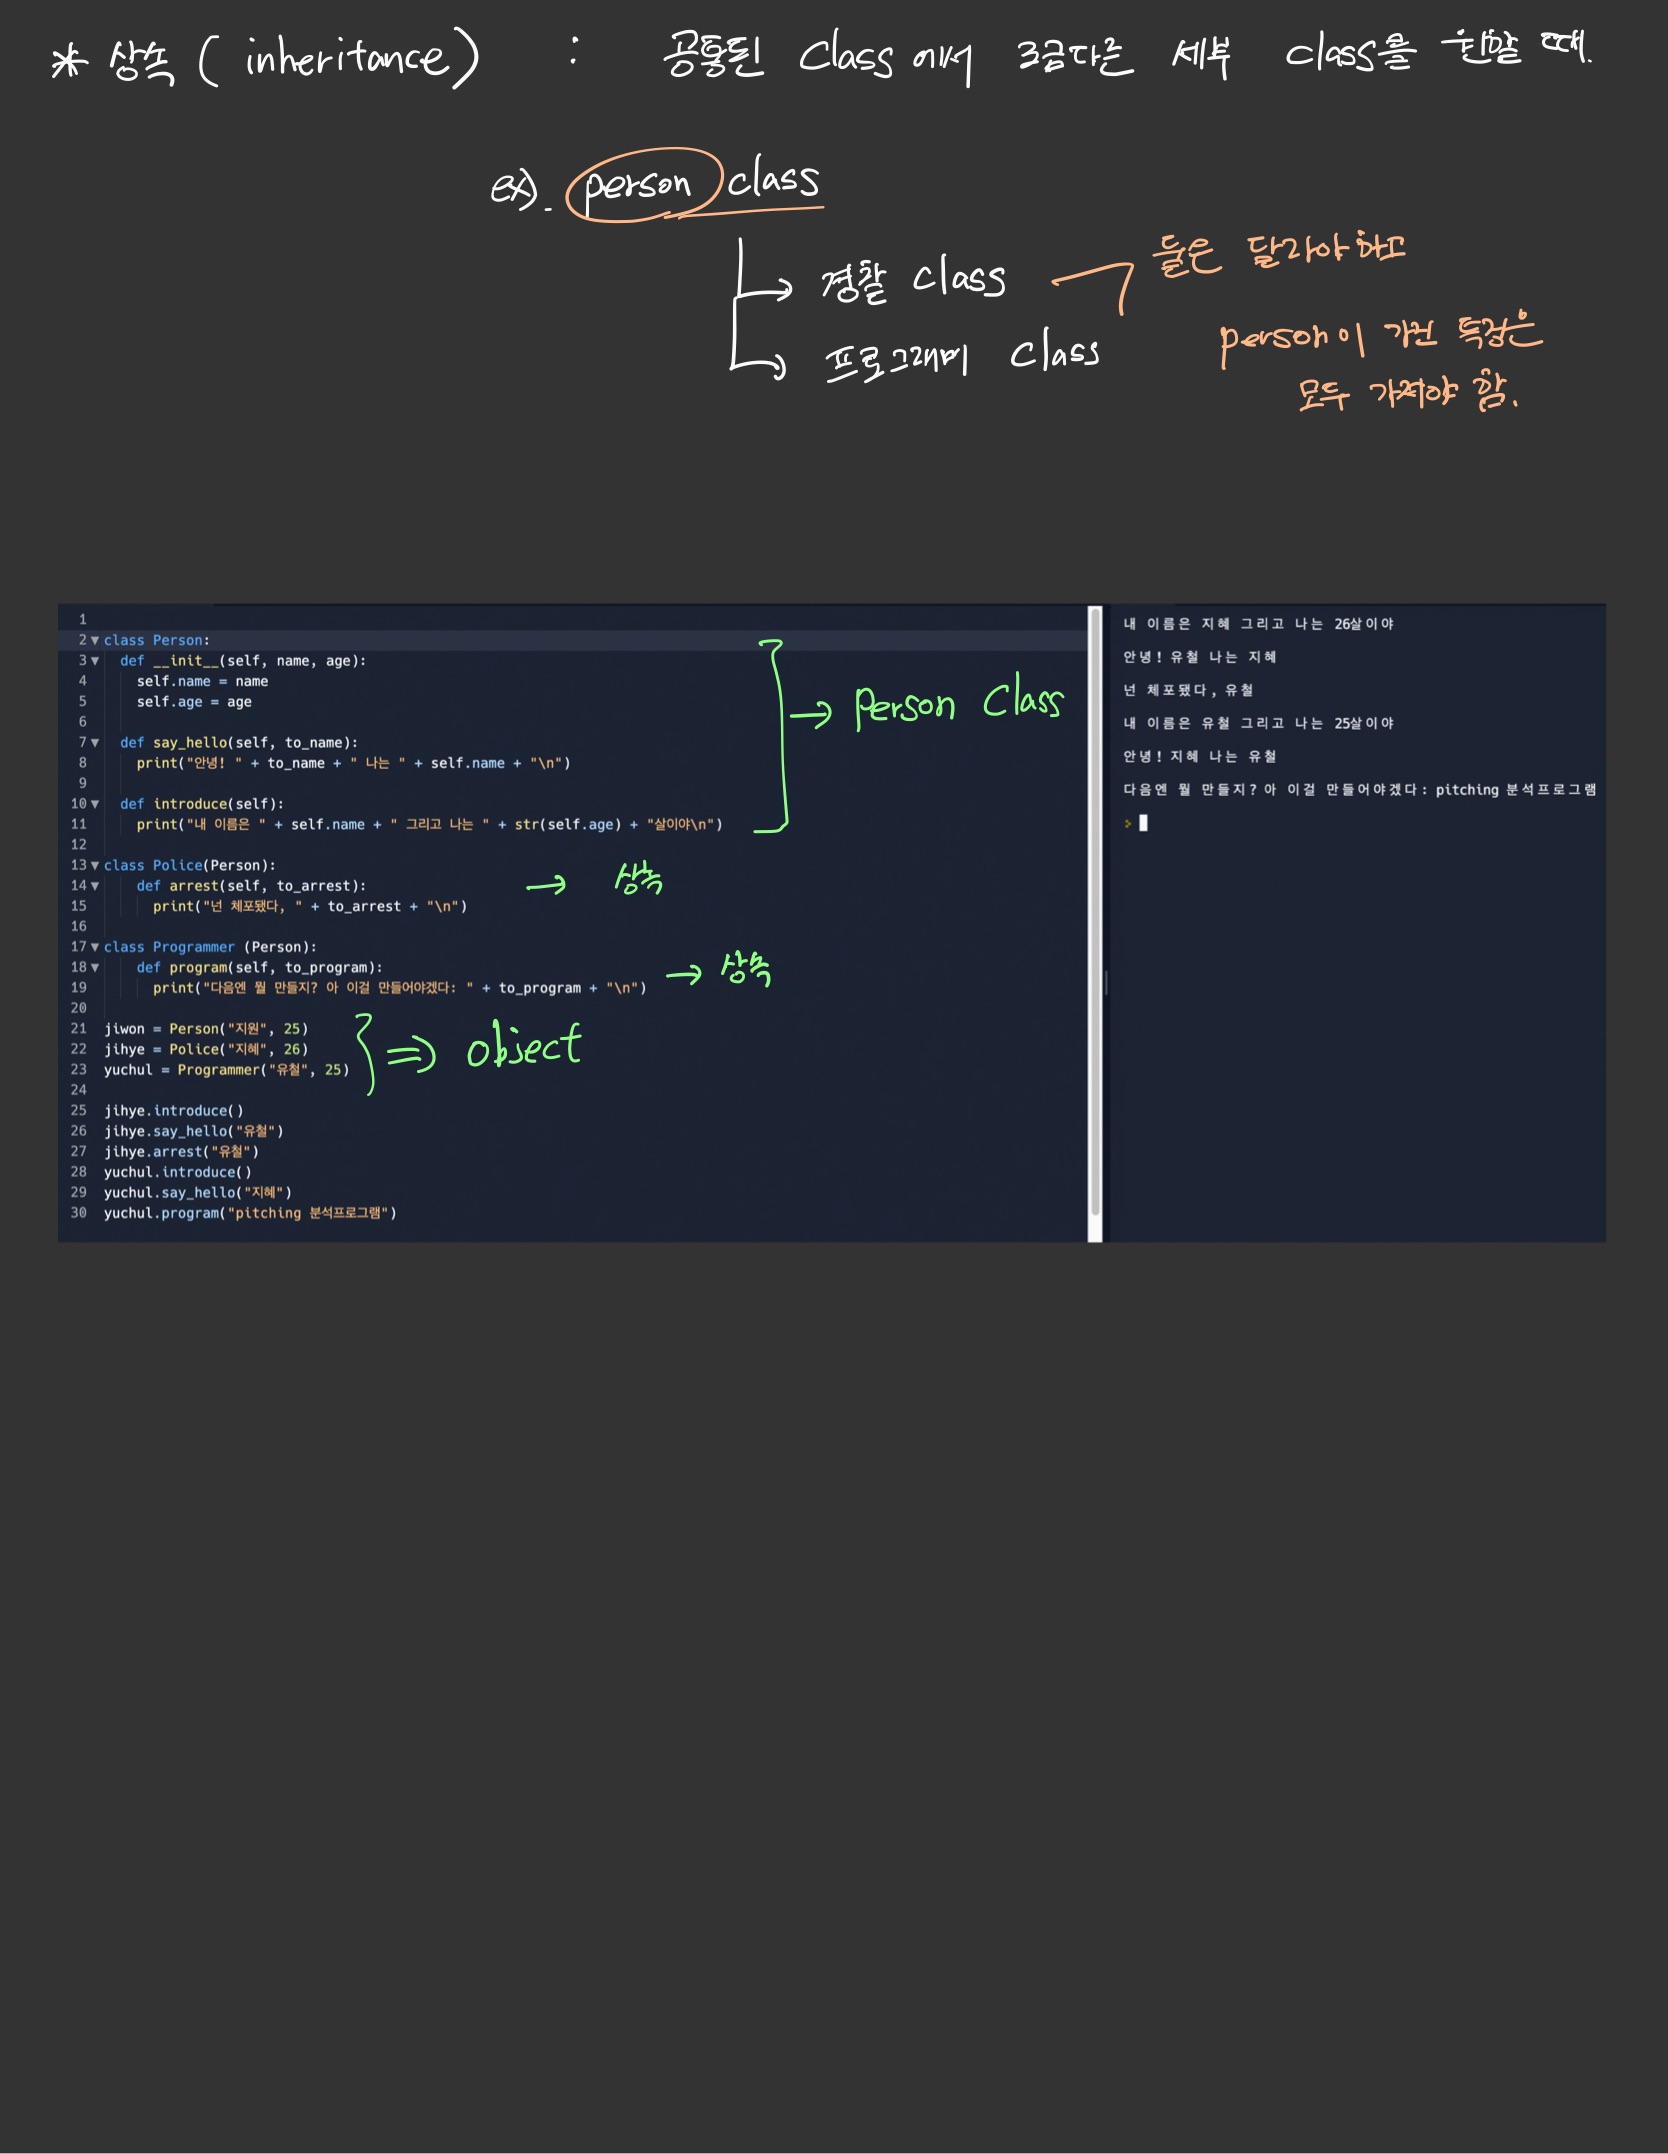 * 상속 ( inheritance ) : 공통된 Class에서 조금다른 세부 class를 원할 때.
ex). person class
경찰 class
둘은 달라야하고
프로그래머 class
person이 가진 특징은
모두 가져야 함.
1
2 class Person:
3 def __init__(self, name, age):
4 self.name = name
5 self.age = age
6
7 def say_hello(self, to_name):
8 print("안녕! " + to_name + " 나는 " + self.name + "\n")
9
10 def introduce(self):
11 print("내 이름은 " + self.name + " 그리고 나는 " + str(self.age) + "살이야\n")
12
→ person Class
13 class Police(Person):
14 def arrest(self, to_arrest):
15 print("넌 체포됐다, " + to_arrest + "\n")
→ 상속
16
17 class Programmer (Person):
18 def program(self, to_program):
19 print("다음엔 뭘 만들지? 아 이걸 만들어야겠다: " + to_program + "\n")
→ 상속
20
21 jiwon = Person("지원", 25)
22 jihye = Police("지혜", 26)
23 yuchul = Programmer("유철", 25)
⇒ object
24
25 jihye.introduce()
26 jihye.say_hello("유철")
27 jihye.arrest("유철")
28 yuchul.introduce()
29 yuchul.say_hello("지혜")
30 yuchul.program("pitching 분석프로그램")
내 이름은 지혜 그리고 나는 26살이야
안녕! 유철 나는 지혜
넌 체포됐다, 유철
내 이름은 유철 그리고 나는 25살이야
안녕! 지혜 나는 유철
다음엔 뭘 만들지? 아 이걸 만들어야겠다: pitching 분석프로그램